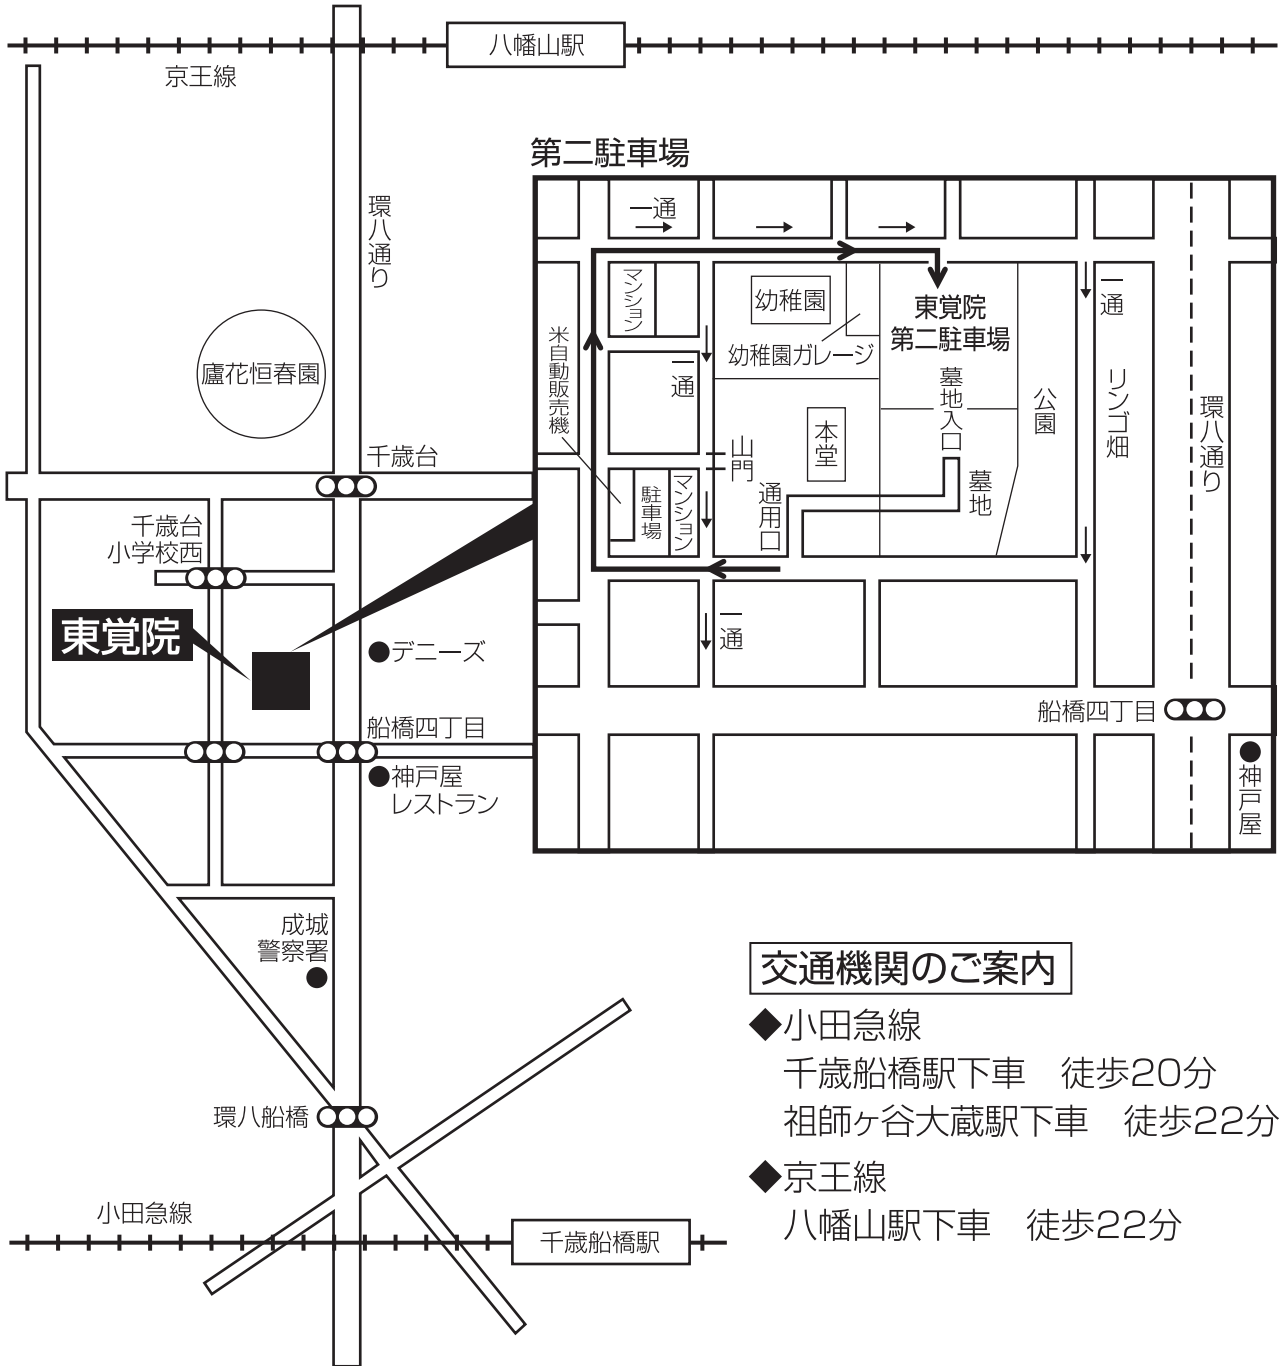 八幡山駅
京王線
環八通り
蘆花恒春園
千歳台
千歳台
小学校西
東覚院
デニーズ
船橋四丁目
神戸屋
レストラン
成城
警察署
環八船橋
小田急線
千歳船橋駅
第二駐車場
一通
マンション
米自動販売機
一通
幼稚園
幼稚園ガレージ
東覚院
第二駐車場
墓地入口
公園
一通
リンゴ畑
環八通り
本堂
山門
駐車場
マンション
通用口
墓地
一通
船橋四丁目
神戸屋
交通機関のご案内
◆小田急線
千歳船橋駅下車　徒歩20分
祖師ヶ谷大蔵駅下車　徒歩22分
◆京王線
八幡山駅下車　徒歩22分